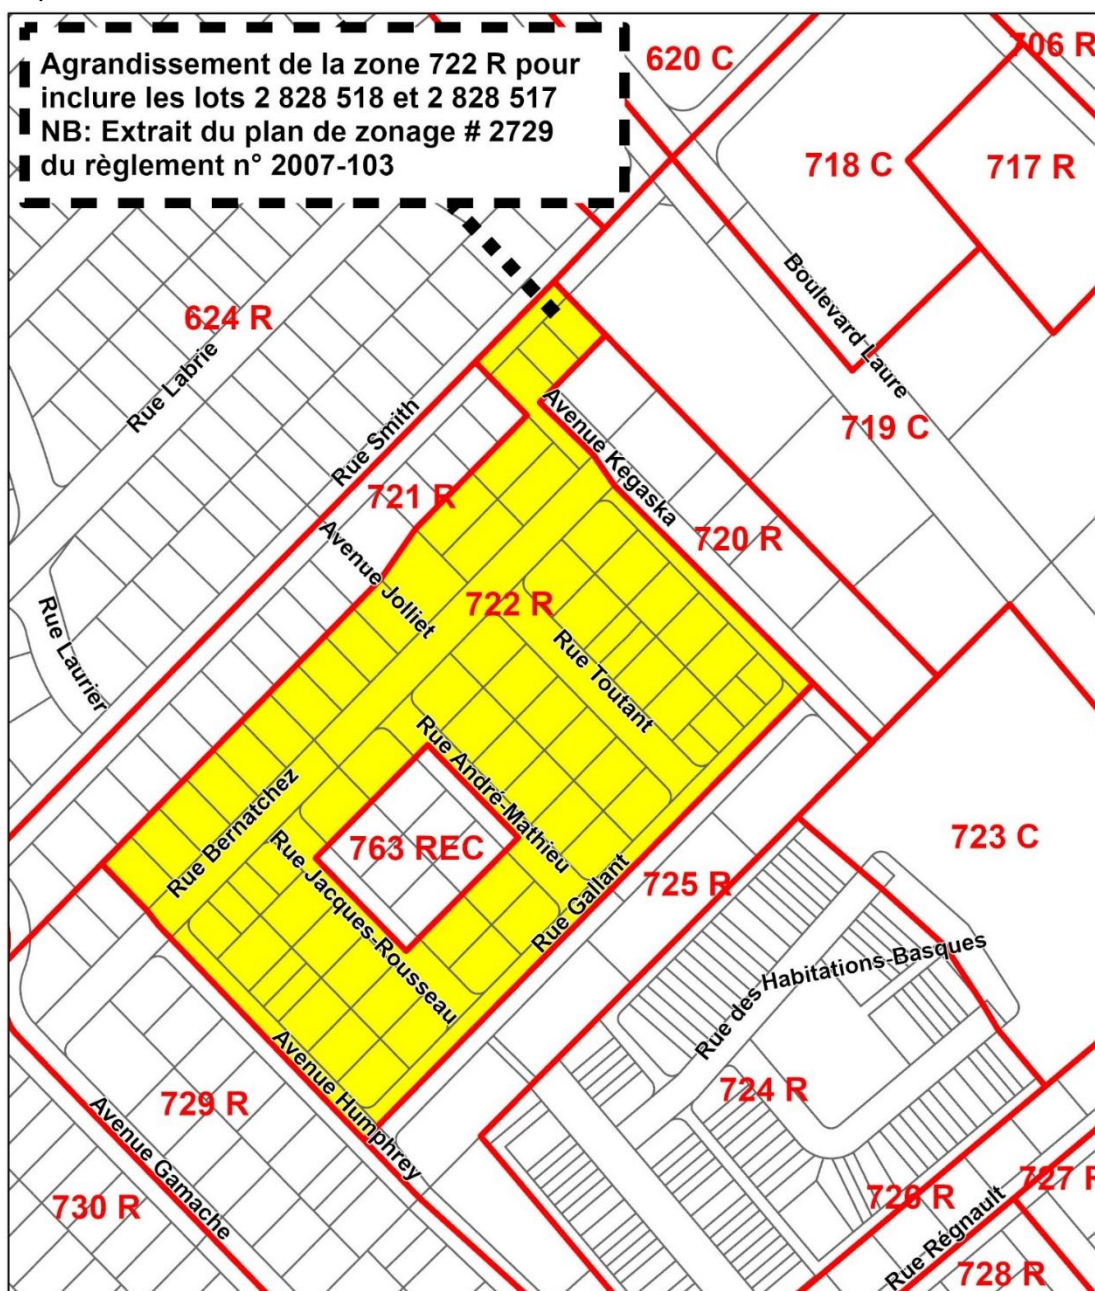 Agrandissement de la zone 722 R pour
inclure les lots 2 828 518 et 2 828 517
NB: Extrait du plan de zonage # 2729
du règlement n° 2007-103
620 C
706 R
718 C
717 R
Boulevard Laure
624 R
Rue Labrie
719 C
Rue Smith
Avenue Kegaska
721 R
720 R
Avenue Jolliet
722 R
Rue Laurier
Rue Toutant
Rue André-Mathieu
Rue Bernatchez
763 REC
723 C
Rue Jacques-Rousseau
725 R
Rue Gallant
Rue des Habitations-Basques
Avenue Humphrey
724 R
729 R
Avenue Gamache
730 R
726 R
727 R
Rue Régnault
728 R